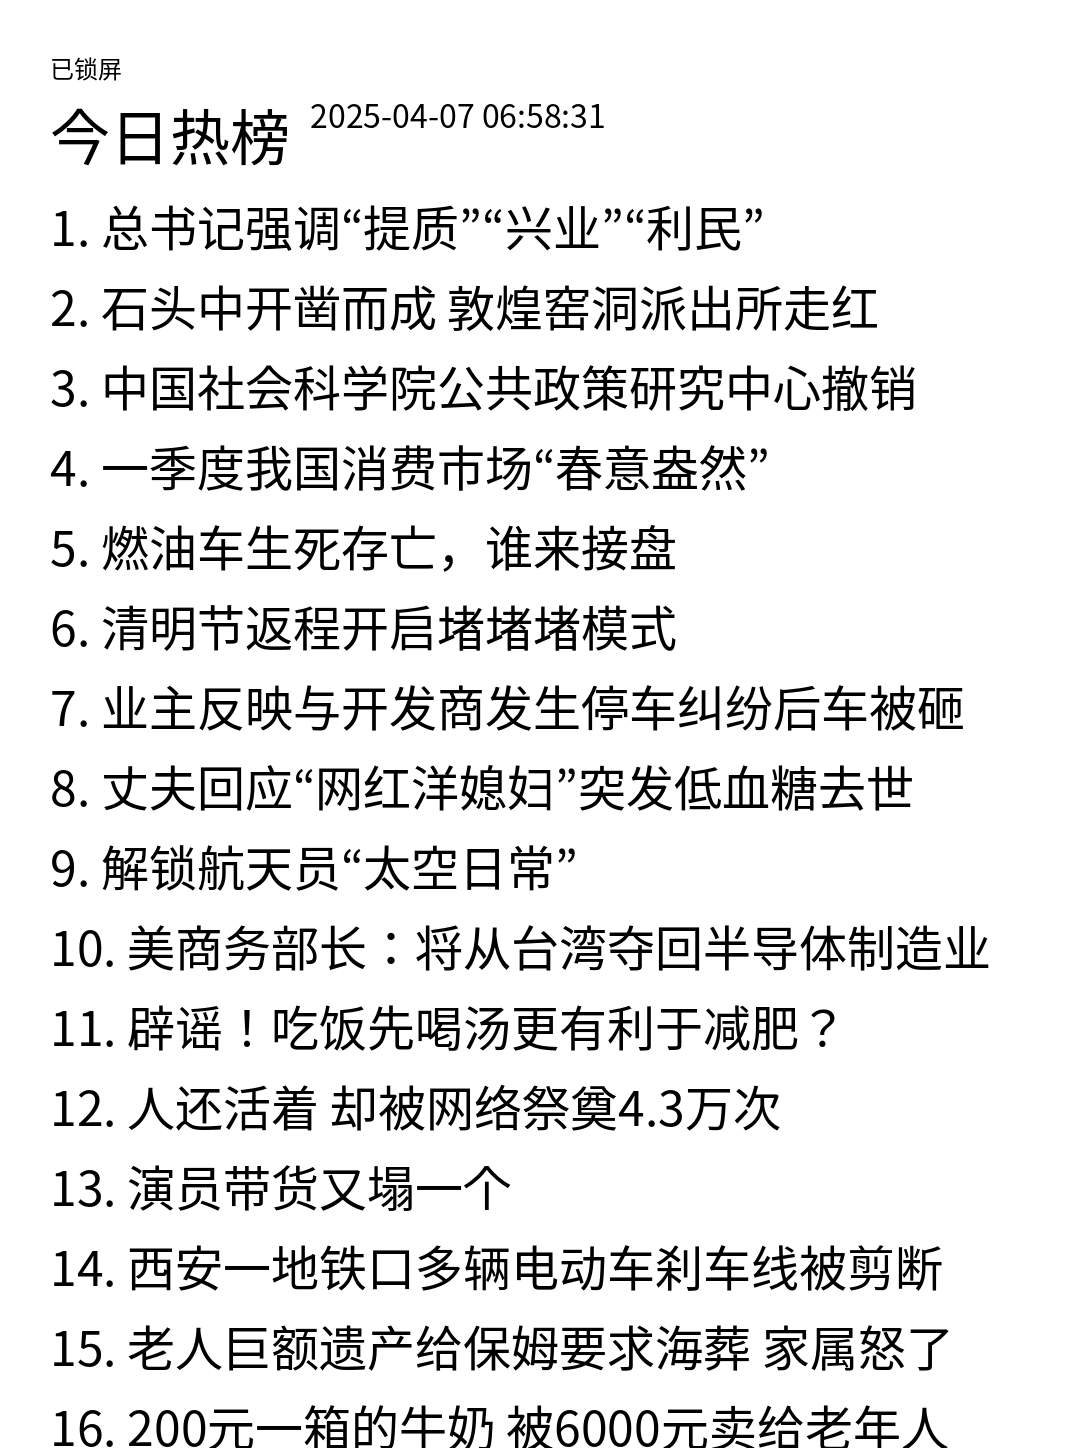 已锁屏
今日热榜 2025-04-07 06:58:31
1. 总书记强调“提质”“兴业”“利民”
2. 石头中开凿而成 敦煌窑洞派出所走红
3. 中国社会科学院公共政策研究中心撤销
4. 一季度我国消费市场“春意盎然”
5. 燃油车生死存亡，谁来接盘
6. 清明节返程开启堵堵堵模式
7. 业主反映与开发商发生停车纠纷后车被砸
8. 丈夫回应“网红洋媳妇”突发低血糖去世
9. 解锁航天员“太空日常”
10. 美商务部长：将从台湾夺回半导体制造业
11. 辟谣！吃饭先喝汤更有利于减肥？
12. 人还活着 却被网络祭奠4.3万次
13. 演员带货又塌一个
14. 西安一地铁口多辆电动车刹车线被剪断
15. 老人巨额遗产给保姆要求海葬 家属怒了
16. 200元一箱的牛奶 被6000元卖给老年人